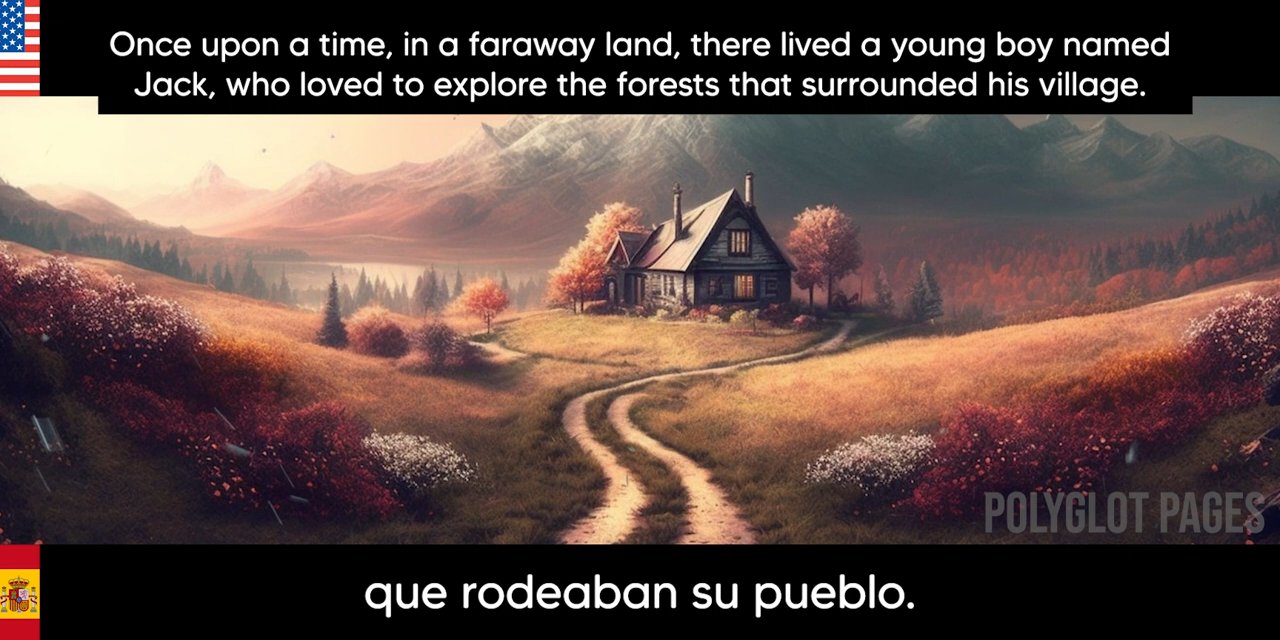 Once upon a time, in a faraway land, there lived a young boy named
Jack, who loved to explore the forests that surrounded his village.
POLYGLOT PAGES
que rodeaban su pueblo.